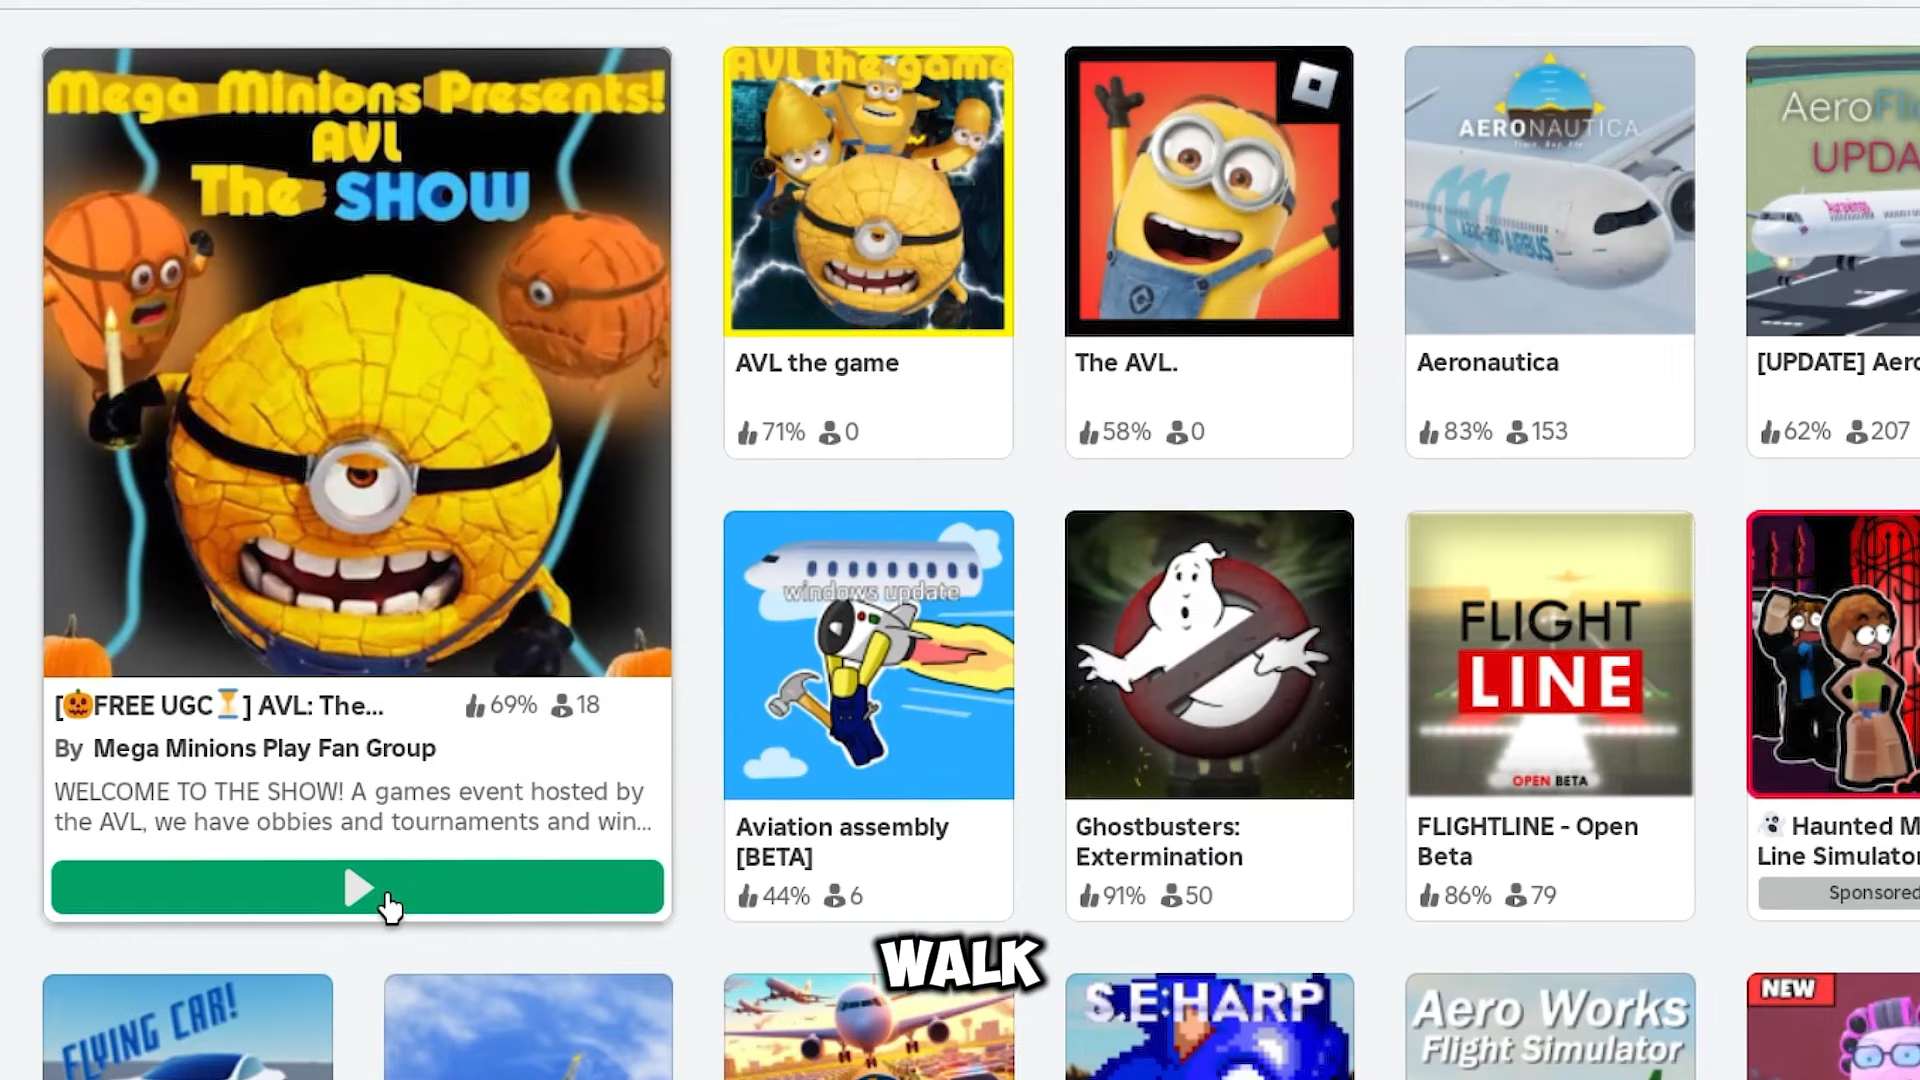 Mega Minions Presents!
AVL
The SHOW
[🎃FREE UGC⏳] AVL: The...
69% 18
By Mega Minions Play Fan Group
WELCOME TO THE SHOW! A games event hosted by
the AVL, we have obbies and tournaments and win...
AVL the game
AVL the game
71% 0
The AVL.
58% 0
AERONAUTICA
A330-900 AIRBUS
Aeronautica
83% 153
AeroFli
UPDA
[UPDATE] Aero
62% 207
windows update
Aviation assembly
[BETA]
44% 6
Ghostbusters:
Extermination
91% 50
FLIGHT
LINE
OPEN BETA
FLIGHTLINE - Open
Beta
86% 79
👻 Haunted M
Line Simulator
Sponsored
WALK
FLYING CAR!
S.E:HARP
Aero Works
Flight Simulator
NEW